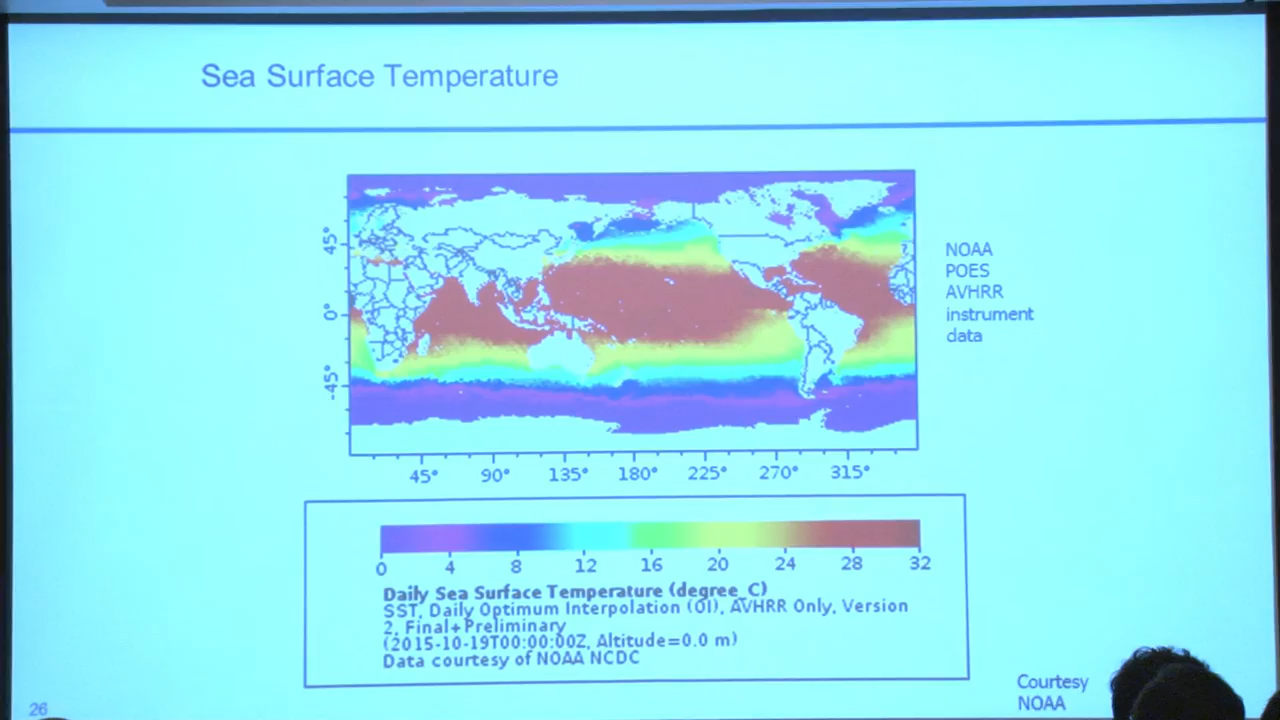 Sea Surface Temperature
45°
0°
-45°
45° 90° 135° 180° 225° 270° 315°
NOAA
POES
AVHRR
instrument
data
0 4 8 12 16 20 24 28 32
Daily Sea Surface Temperature (degree_C)
SST, Daily Optimum Interpolation (OI), AVHRR Only, Version
2, Final+Preliminary
(2015-10-19T00:00:00Z, Altitude=0.0 m)
Data courtesy of NOAA NCDC
Courtesy
NOAA
26